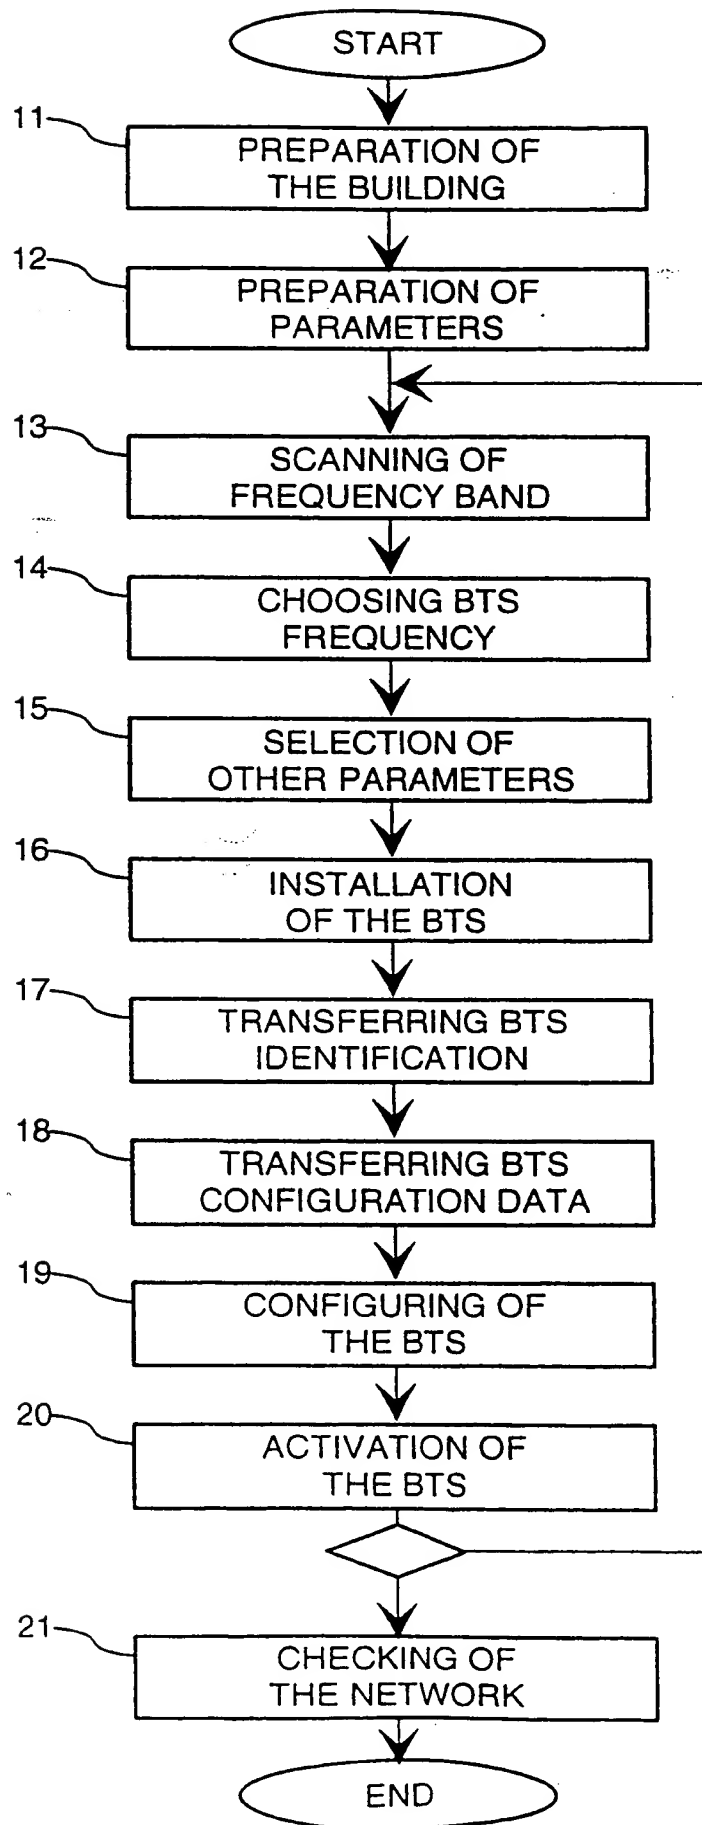 START
11
PREPARATION OF
THE BUILDING
12
PREPARATION OF
PARAMETERS
13
SCANNING OF
FREQUENCY BAND
14
CHOOSING BTS
FREQUENCY
15
SELECTION OF
OTHER PARAMETERS
16
INSTALLATION
OF THE BTS
17
TRANSFERRING BTS
IDENTIFICATION
18
TRANSFERRING BTS
CONFIGURATION DATA
19
CONFIGURING OF
THE BTS
20
ACTIVATION OF
THE BTS
21
CHECKING OF
THE NETWORK
END